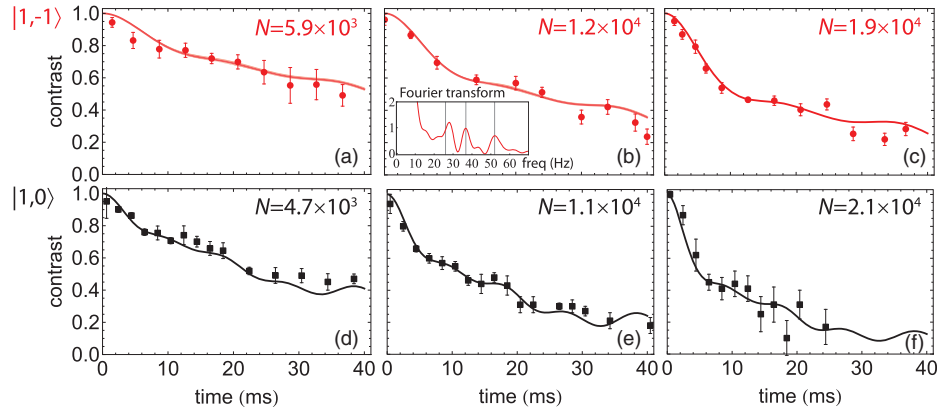 |1,-1⟩
N=5.9×10³
N=1.2×10⁴
N=1.9×10⁴
contrast
1.0
0.8
0.6
0.4
0.2
(a)
Fourier transform
2
1
0
0 10 20 30 40 50 60
freq (Hz)
(b)
(c)
|1,0⟩
N=4.7×10³
N=1.1×10⁴
N=2.1×10⁴
contrast
1.0
0.8
0.6
0.4
0.2
0.0
(d)
(e)
(f)
0 10 20 30 40
0 10 20 30 40
0 10 20 30 40
time (ms)
time (ms)
time (ms)